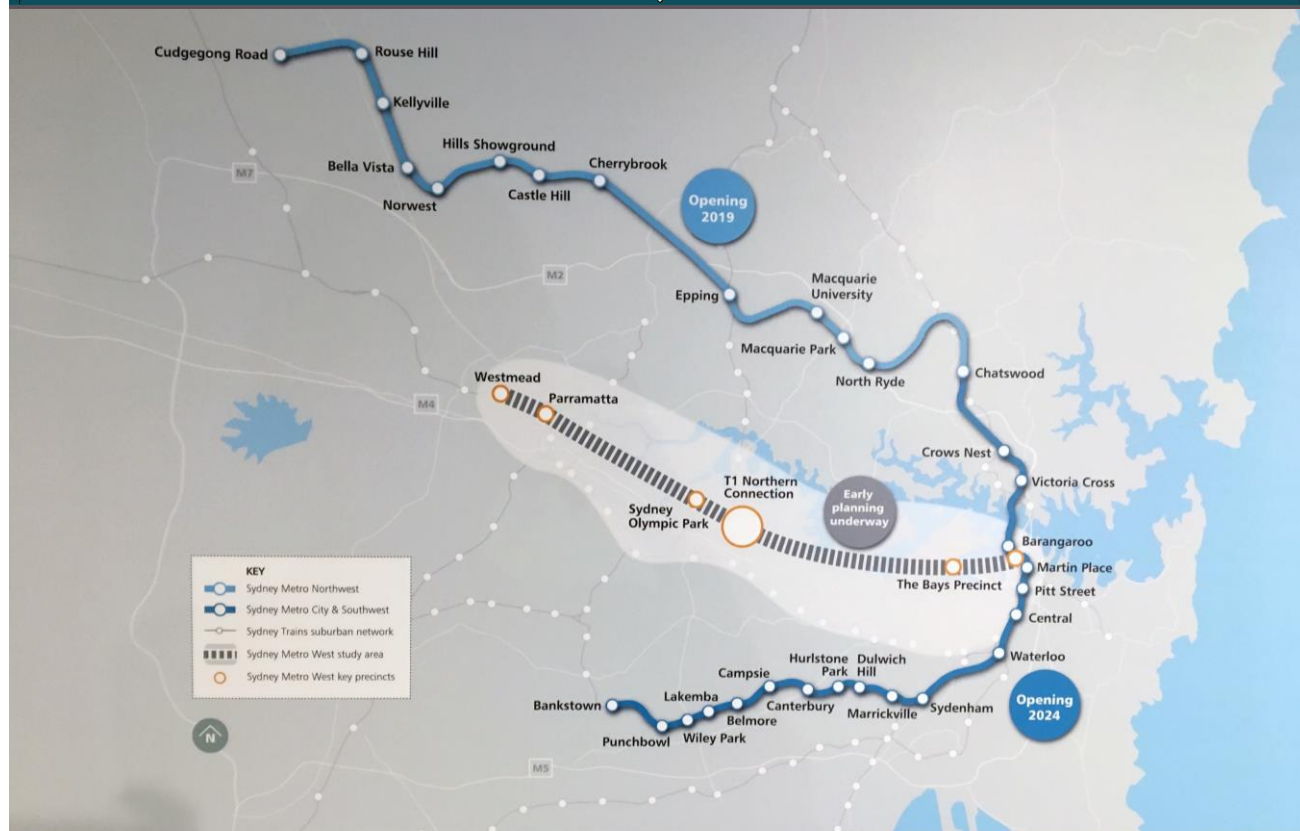 Cudgegong Road
Rouse Hill
Kellyville
Hills Showground
Bella Vista
Cherrybrook
M7
Norwest
Castle Hill
Opening
2019
M2
Macquarie
University
Epping
Macquarie Park
North Ryde
Chatswood
Westmead
Parramatta
M4
Crows Nest
T1 Northern
Connection
Victoria Cross
Early
planning
underway
Sydney
Olympic Park
Barangaroo
Martin Place
The Bays Precinct
Pitt Street
Central
KEY
Sydney Metro Northwest
Sydney Metro City & Southwest
Sydney Trains suburban network
Sydney Metro West study area
Sydney Metro West key precincts
Waterloo
Hurlstone
Park
Dulwich
Hill
Campsie
Lakemba
Bankstown
Canterbury
Belmore
Marrickville
Sydenham
Opening
2024
Punchbowl
Wiley Park
N
M5